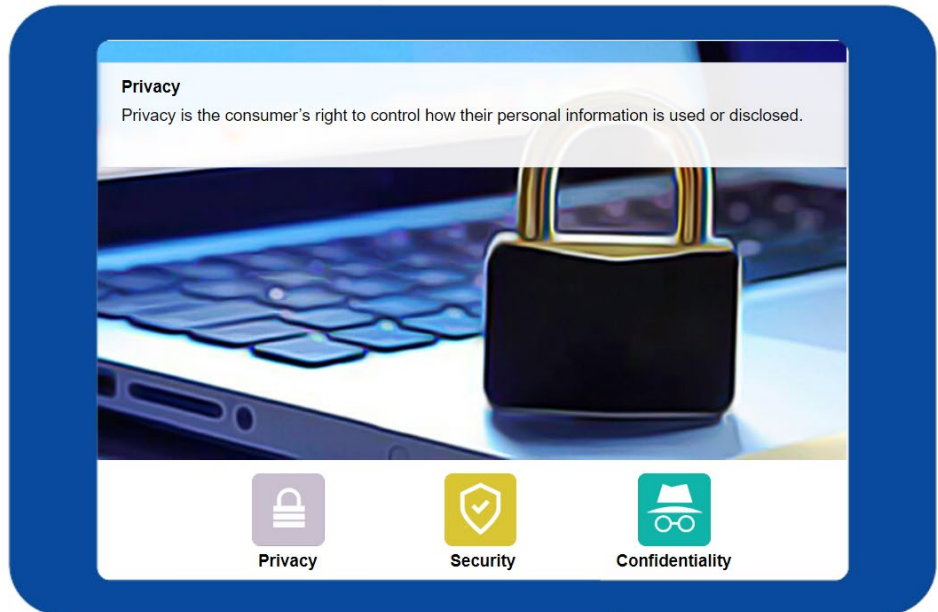 Privacy
Privacy is the consumer’s right to control how their personal information is used or disclosed.
Privacy
Security
Confidentiality